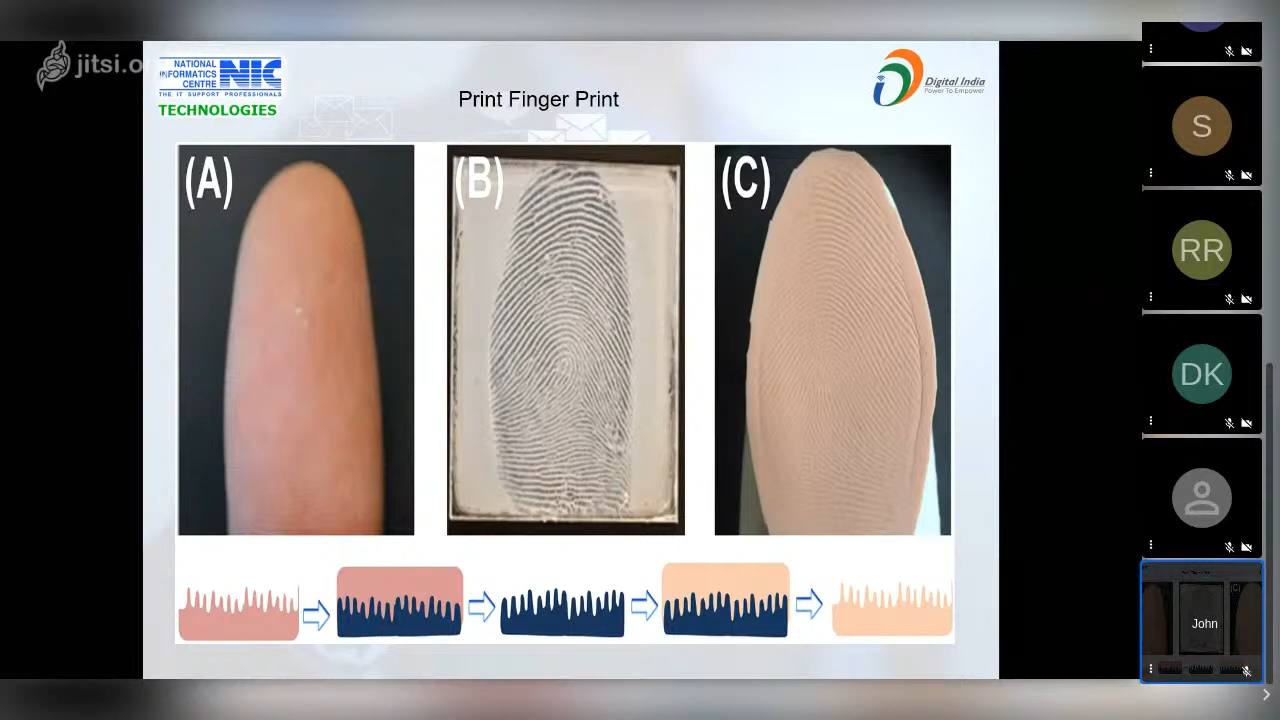 jitsi.or
NATIONAL
INFORMATICS
CENTRE
NIC
THE IT SUPPORT PROFESSIONALS
TECHNOLOGIES
Print Finger Print
Digital India
Power To Empower
(A)
(B)
(C)
S
RR
DK
(C)
John